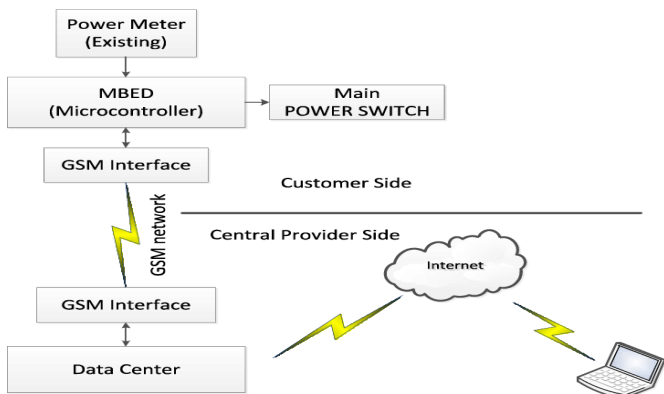 Power Meter
(Existing)
MBED
(Microcontroller)
Main
POWER SWITCH
GSM Interface
Customer Side
GSM network
Central Provider Side
Internet
GSM Interface
Data Center